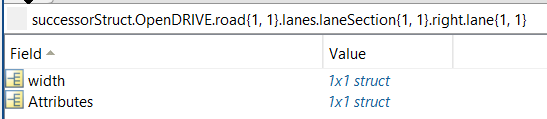 successorStruct.OpenDRIVE.road{1, 1}.lanes.laneSection{1, 1}.right.lane{1, 1}
Field Value
width 1x1 struct
Attributes 1x1 struct